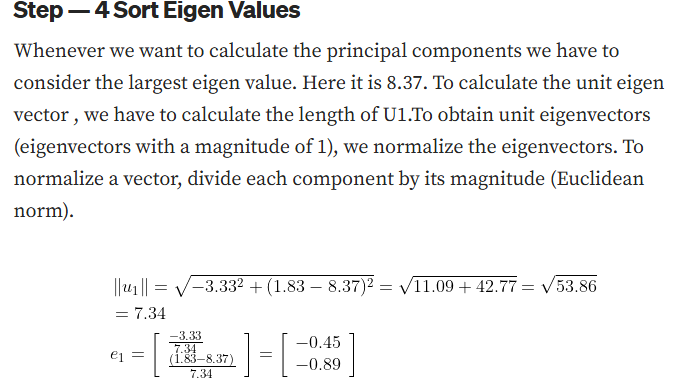 Step — 4 Sort Eigen Values
Whenever we want to calculate the principal components we have to
consider the largest eigen value. Here it is 8.37. To calculate the unit eigen
vector , we have to calculate the length of U1.To obtain unit eigenvectors
(eigenvectors with a magnitude of 1), we normalize the eigenvectors. To
normalize a vector, divide each component by its magnitude (Euclidean
norm).
||u₁|| = √(−3.33² + (1.83 − 8.37)²) = √(11.09 + 42.77) = √53.86
= 7.34
e₁ = [ −3.33/7.34 ; (1.83−8.37)/7.34 ] = [ −0.45 ; −0.89 ]